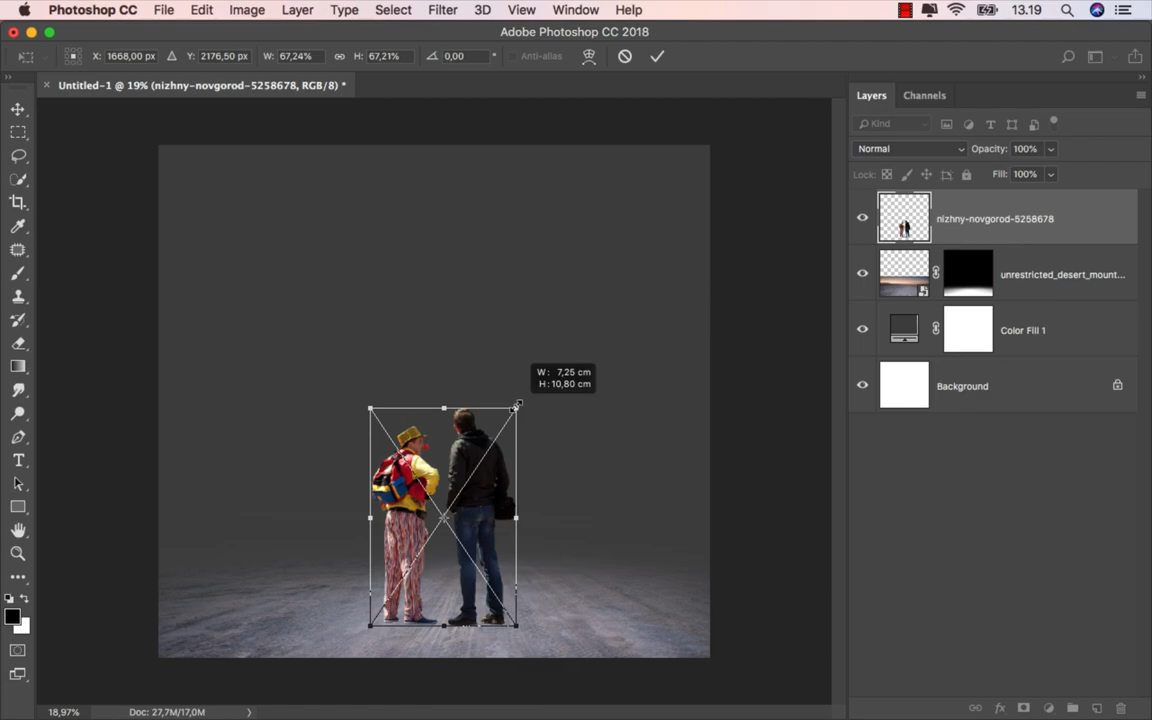 Photoshop CC File Edit Image Layer Type Select Filter 3D View Window Help 13.19
Adobe Photoshop CC 2018
X: 1668,00 px Y: 2176,50 px W: 67,24% H: 67,21% 0,00 ° Anti-alias
Untitled-1 @ 19% (nizhny-novgorod-5258678, RGB/8) *
Layers Channels
Kind
Normal Opacity: 100%
Lock: Fill: 100%
nizhny-novgorod-5258678
unrestricted_desert_mount...
Color Fill 1
Background
W: 7,25 cm
H: 10,80 cm
18,97% Doc: 27,7M/17,0M